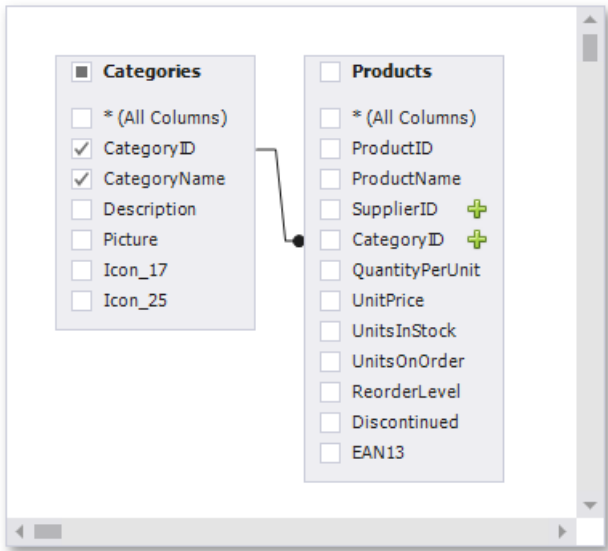 Categories
* (All Columns)
CategoryID
CategoryName
Description
Picture
Icon_17
Icon_25
Products
* (All Columns)
ProductID
ProductName
SupplierID
CategoryID
QuantityPerUnit
UnitPrice
UnitsInStock
UnitsOnOrder
ReorderLevel
Discontinued
EAN13